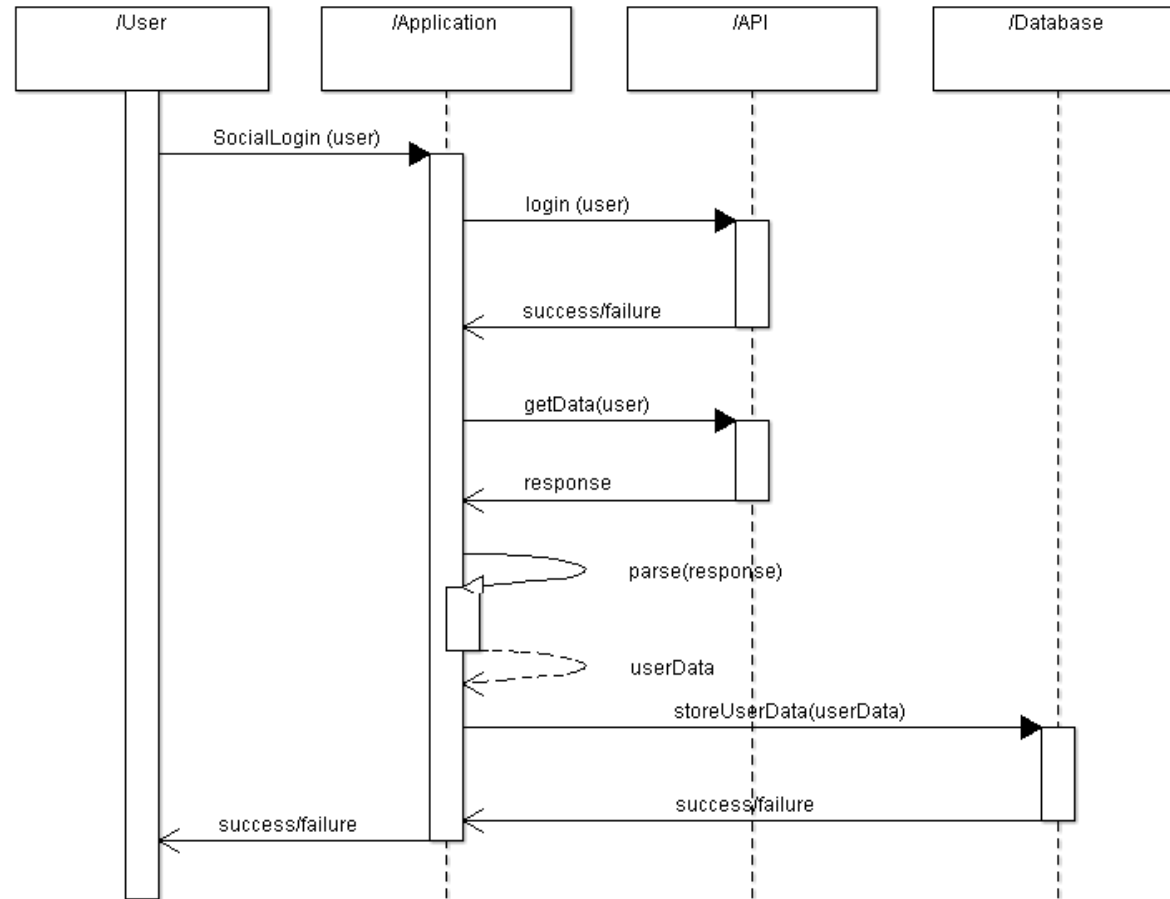 /User
/Application
/API
/Database
SocialLogin (user)
login (user)
success/failure
getData(user)
response
parse(response)
userData
storeUserData(userData)
success/failure
success/failure